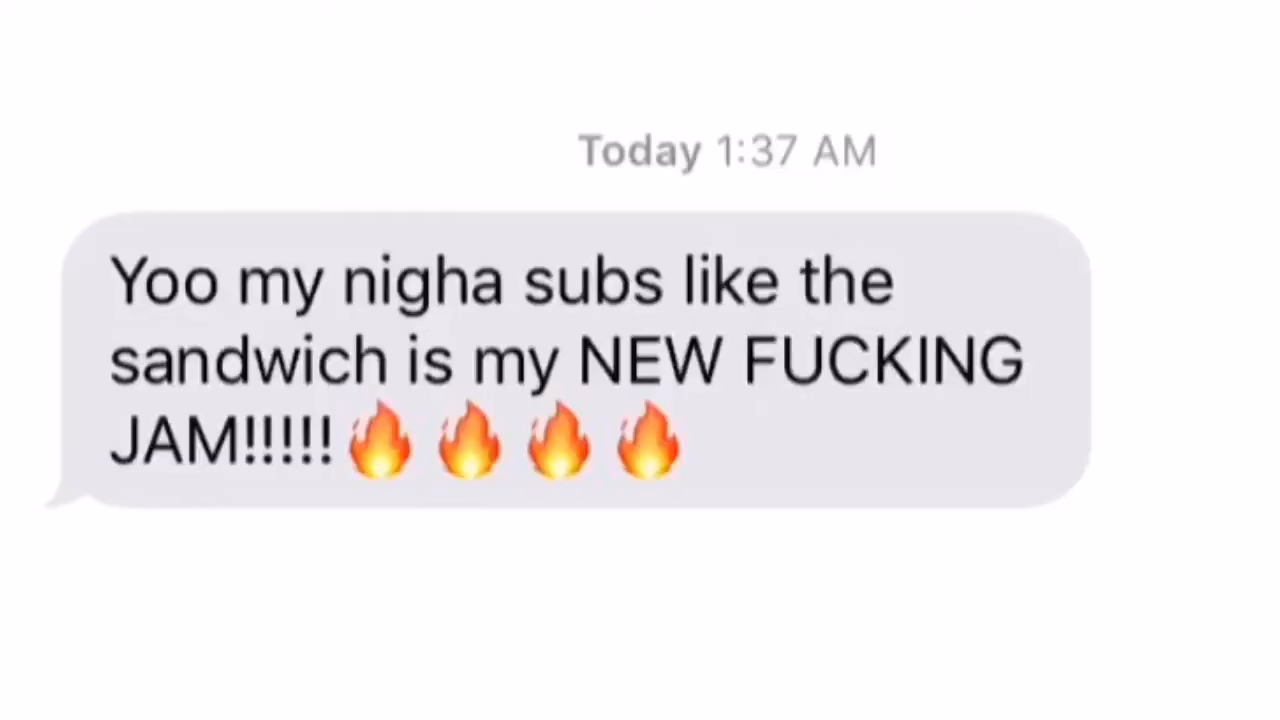 Today 1:37 AM
Yoo my nigha subs like the
sandwich is my NEW FUCKING
JAM!!!!!🔥 🔥 🔥 🔥